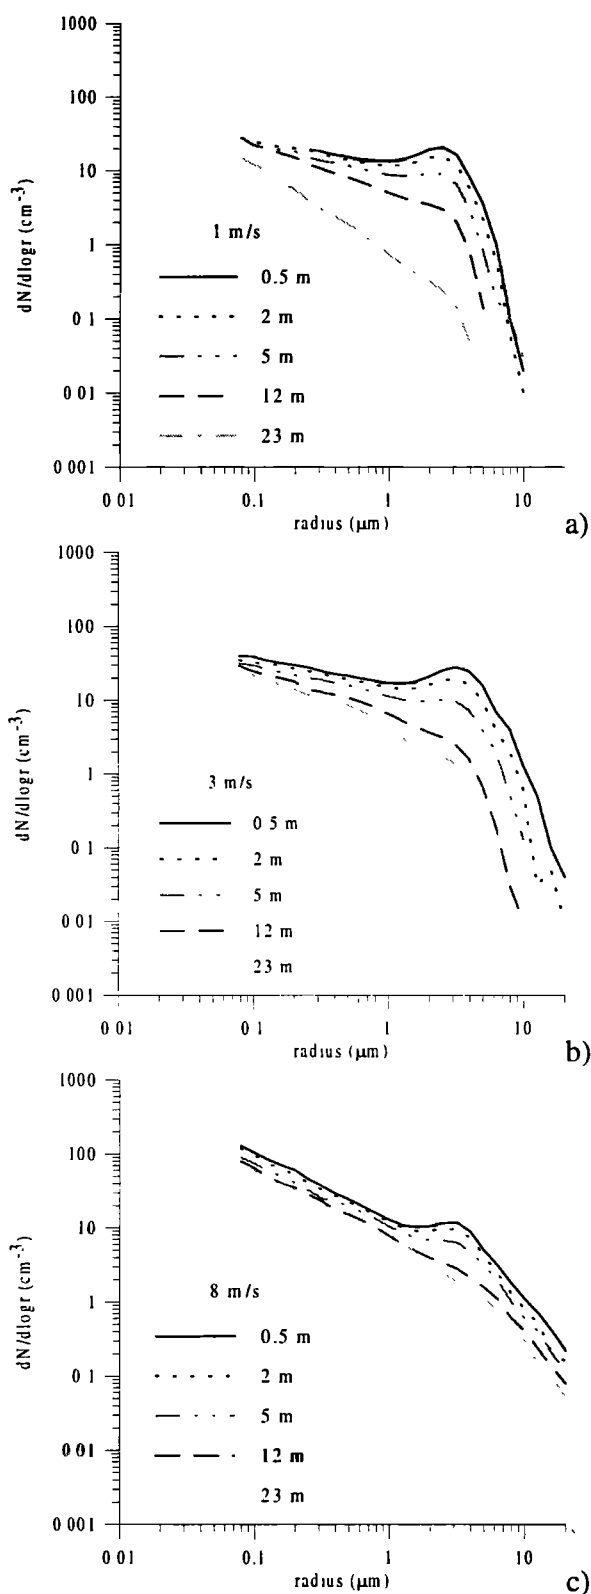 1000
100
10
1
0 1
0 01
0 001
dN/dlogr (cm-3)
1 m/s
0.5 m
2 m
5 m
12 m
23 m
0 01
0.1
1
10
radius (μm)
a)
1000
100
10
1
0 1
0 01
0 001
dN/dlogr (cm-3)
3 m/s
0 5 m
2 m
5 m
12 m
23 m
0 01
0 1
1
10
radius (μm)
b)
1000
100
10
1
0 1
0 01
0 001
dN/dlogr (cm-3)
8 m/s
0.5 m
2 m
5 m
12 m
23 m
0 01
0 1
1
10
radius (μm)
c)